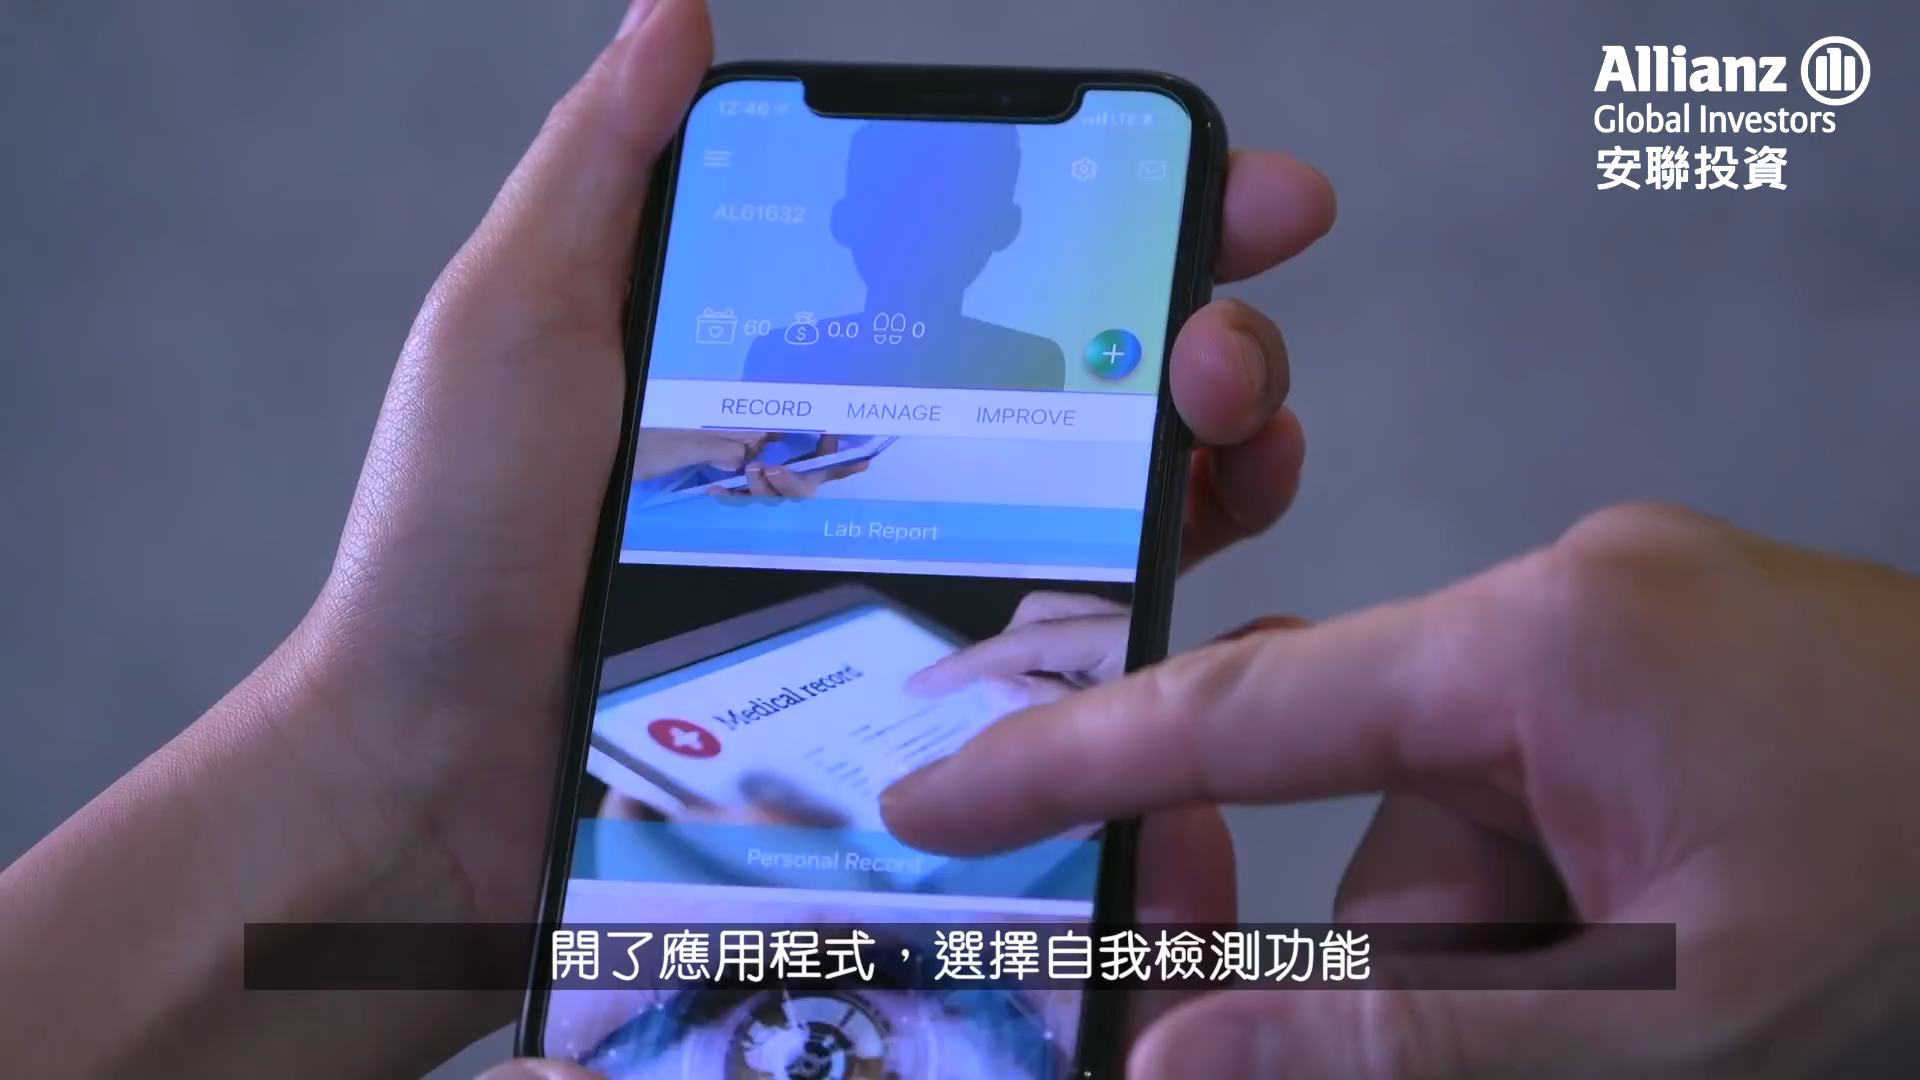 Allianz
Global Investors
安聯投資
12:46
LTE
AL61632
60
0.0
0
RECORD
MANAGE
IMPROVE
Lab Report
Medical record
Personal Record
開了應用程式，選擇自我檢測功能